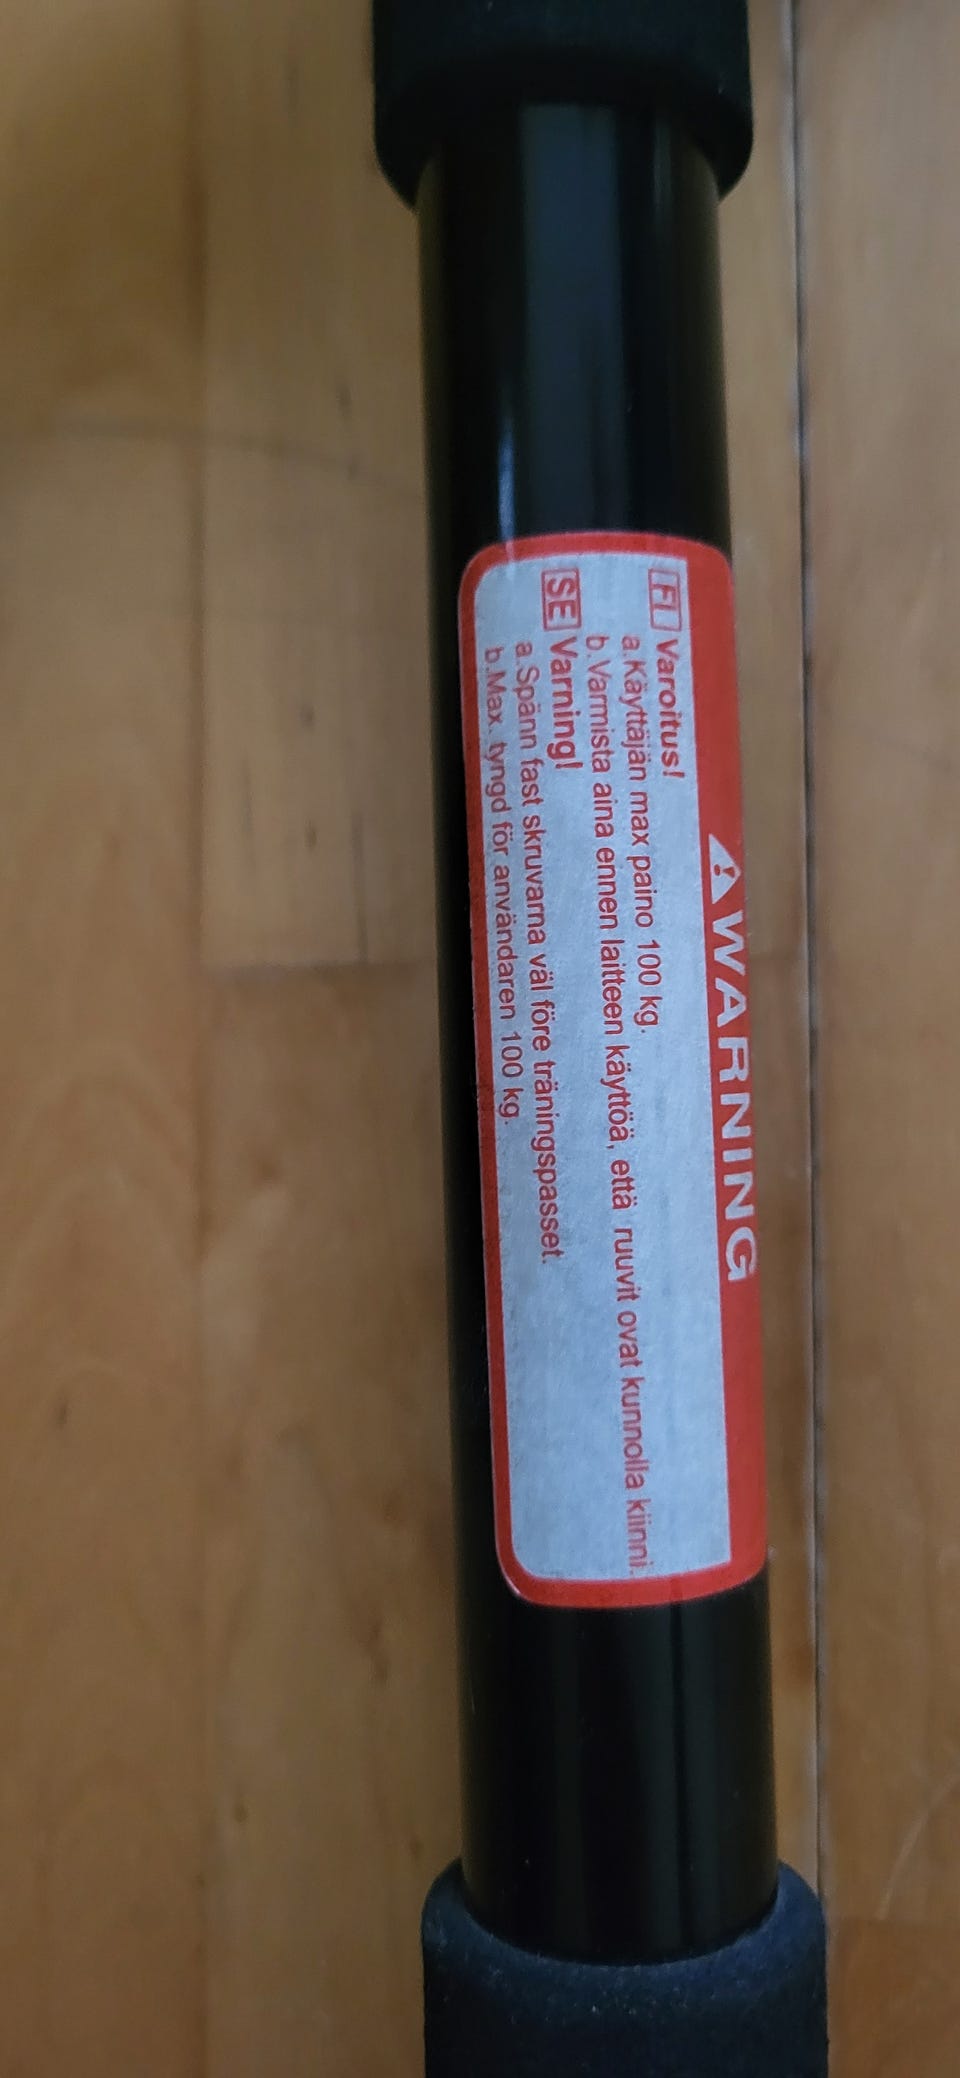 WARNING
FI Varoitus!
a.Käyttäjän max paino 100 kg.
b.Varmista aina ennen laitteen käyttöä, että ruuvit ovat kunnolla kiinni.
SE Varning!
a.Spänn fast skruvarna väl före träningspasset.
b.Max. tyngd för användaren 100 kg.